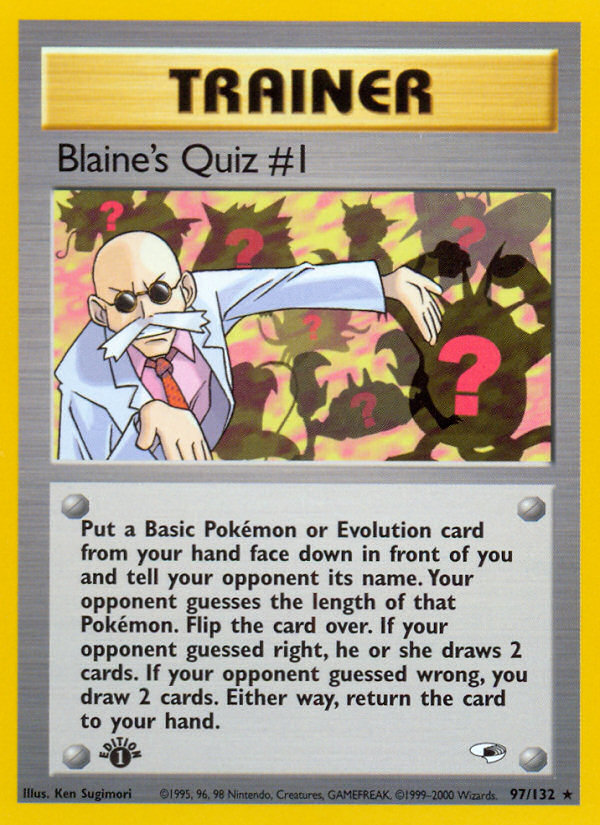 TRAINER
Blaine's Quiz #1
?
?
?
?
?
?
Put a Basic Pokémon or Evolution card
from your hand face down in front of you
and tell your opponent its name. Your
opponent guesses the length of that
Pokémon. Flip the card over. If your
opponent guessed right, he or she draws 2
cards. If your opponent guessed wrong, you
draw 2 cards. Either way, return the card
to your hand.
EDITION
1
Illus. Ken Sugimori ©1995, 96, 98 Nintendo, Creatures, GAMEFREAK. ©1999-2000 Wizards. 97/132 ★